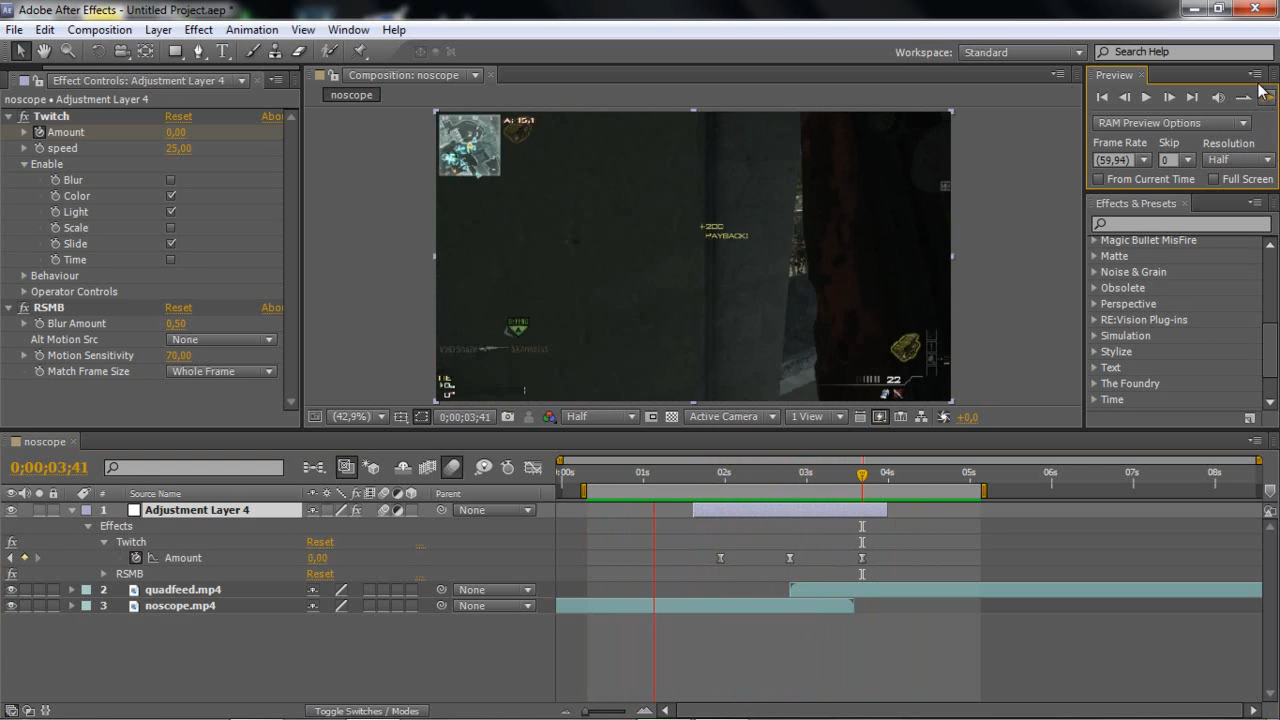 Adobe After Effects - Untitled Project.aep *
File Edit Composition Layer Effect Animation View Window Help
Workspace: Standard Search Help
Effect Controls: Adjustment Layer 4
Composition: noscope
Preview
noscope • Adjustment Layer 4
noscope
Twitch Reset Abou
Amount 0,00
speed 25,00
Enable
Blur
Color
Light
Scale
Slide
Time
Behaviour
Operator Controls
RSMB Reset Abou
Blur Amount 0,50
Alt Motion Src None
Motion Sensitivity 70,00
Match Frame Size Whole Frame
+200
PAYBACK!
22
(42,9%) 0;00;03;41 Half Active Camera 1 View +0,0
RAM Preview Options
Frame Rate Skip Resolution
(59,94) 0 Half
From Current Time Full Screen
Effects & Presets
Magic Bullet MisFire
Matte
Noise & Grain
Obsolete
Perspective
RE:Vision Plug-ins
Simulation
Stylize
Text
The Foundry
Time
noscope
0;00;03;41
:00s 01s 02s 03s 04s 05s 06s 07s 08s
# Source Name Parent
1 Adjustment Layer 4 None
Effects
Twitch Reset ...
Amount 0,00
RSMB Reset ...
2 quadfeed.mp4 None
3 noscope.mp4 None
Toggle Switches / Modes